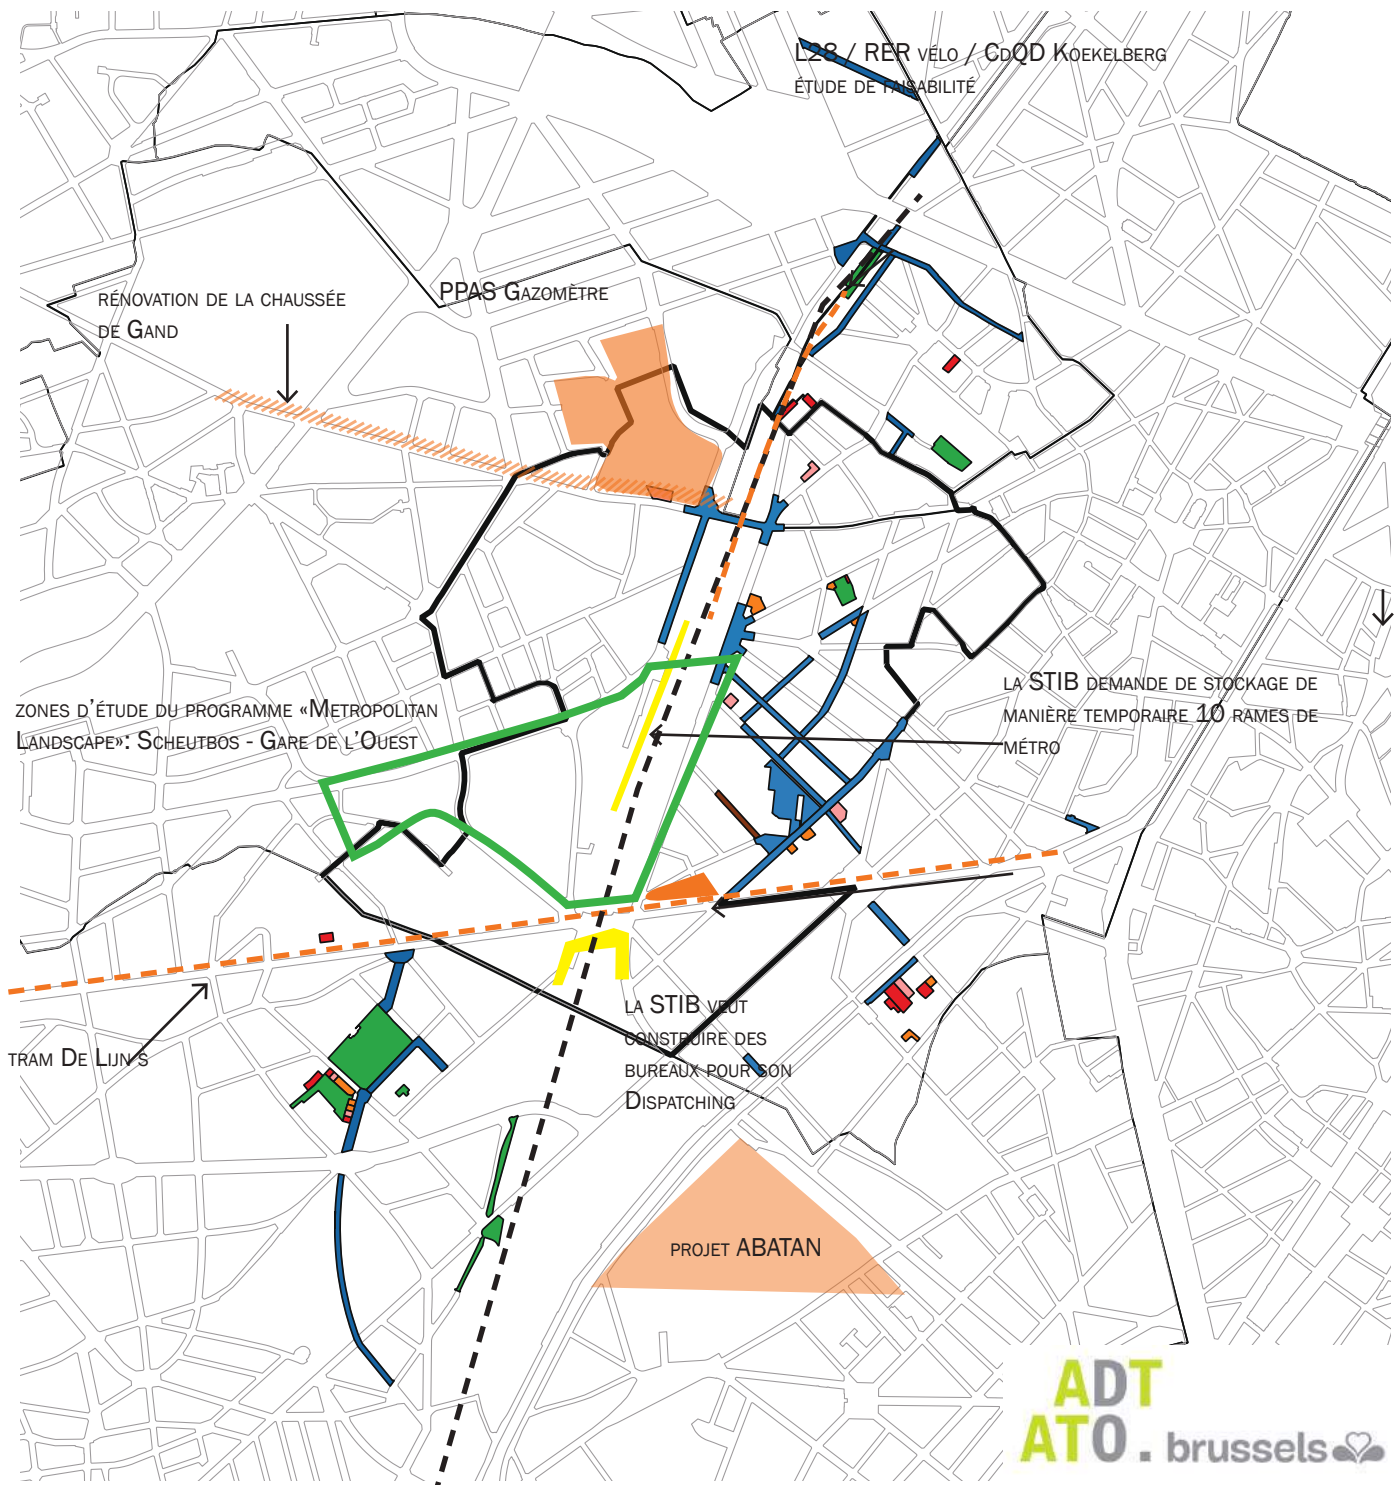 L28 / RER vélo / CdQD Koekelberg
étude de faisabilité
rénovation de la chaussée
de Gand
PPAS Gazomètre
zones d'étude du programme «Metropolitan
Landscape»: Scheutbos - Gare de l'Ouest
la STIB demande de stockage de
manière temporaire 10 rames de
métro
tram De Lijn's
la STIB veut
construire des
bureaux pour son
Dispatching
projet ABATAN
ADT
ATO. brussels